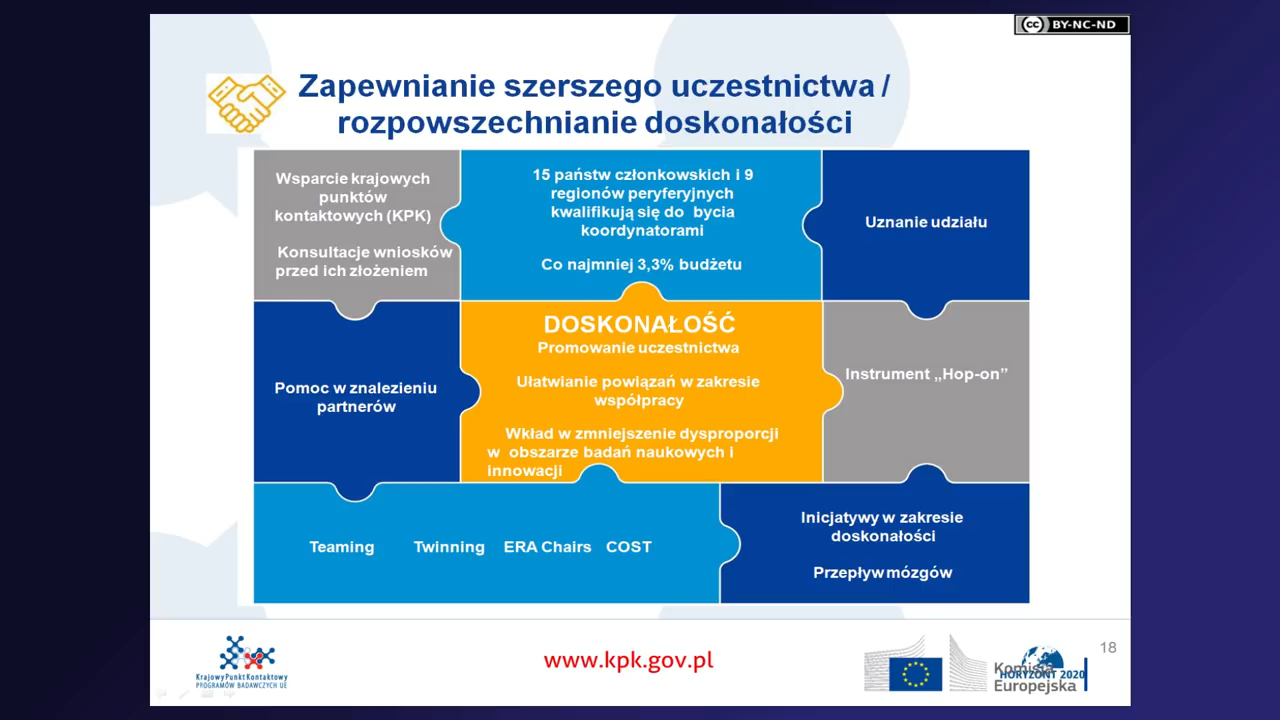 BY-NC-ND
Zapewnianie szerszego uczestnictwa /
rozpowszechnianie doskonałości
Wsparcie krajowych
punktów
kontaktowych (KPK)
Konsultacje wniosków
przed ich złożeniem
15 państw członkowskich i 9
regionów peryferyjnych
kwalifikują się do bycia
koordynatorami
Co najmniej 3,3% budżetu
Uznanie udziału
Pomoc w znalezieniu
partnerów
DOSKONAŁOŚĆ
Promowanie uczestnictwa
Ułatwianie powiązań w zakresie
współpracy
Wkład w zmniejszenie dysproporcji
w obszarze badań naukowych i
innowacji
Instrument „Hop-on”
Teaming Twinning ERA Chairs COST
Inicjatywy w zakresie
doskonałości
Przepływ mózgów
Krajowy Punkt Kontaktowy
PROGRAMÓW BADAWCZYCH UE
www.kpk.gov.pl
Komisja
Europejska
HORYZONT 2020
18